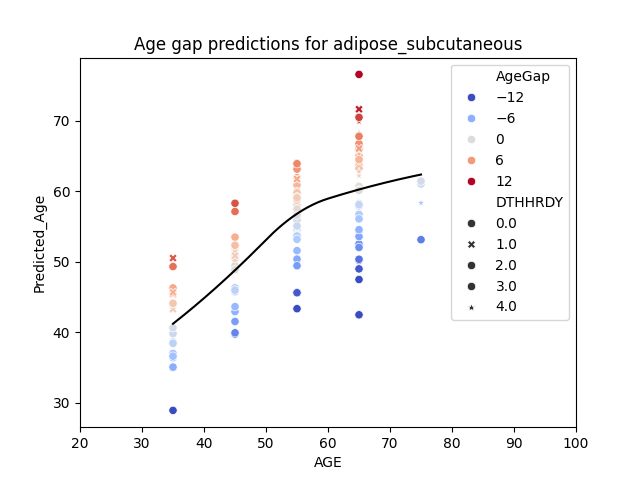 Age gap predictions for adipose_subcutaneous
Predicted_Age
70
60
50
40
30
20 30 40 50 60 70 80 90 100
AGE
AgeGap
−12
−6
0
6
12
DTHHRDY
0.0
1.0
2.0
3.0
4.0